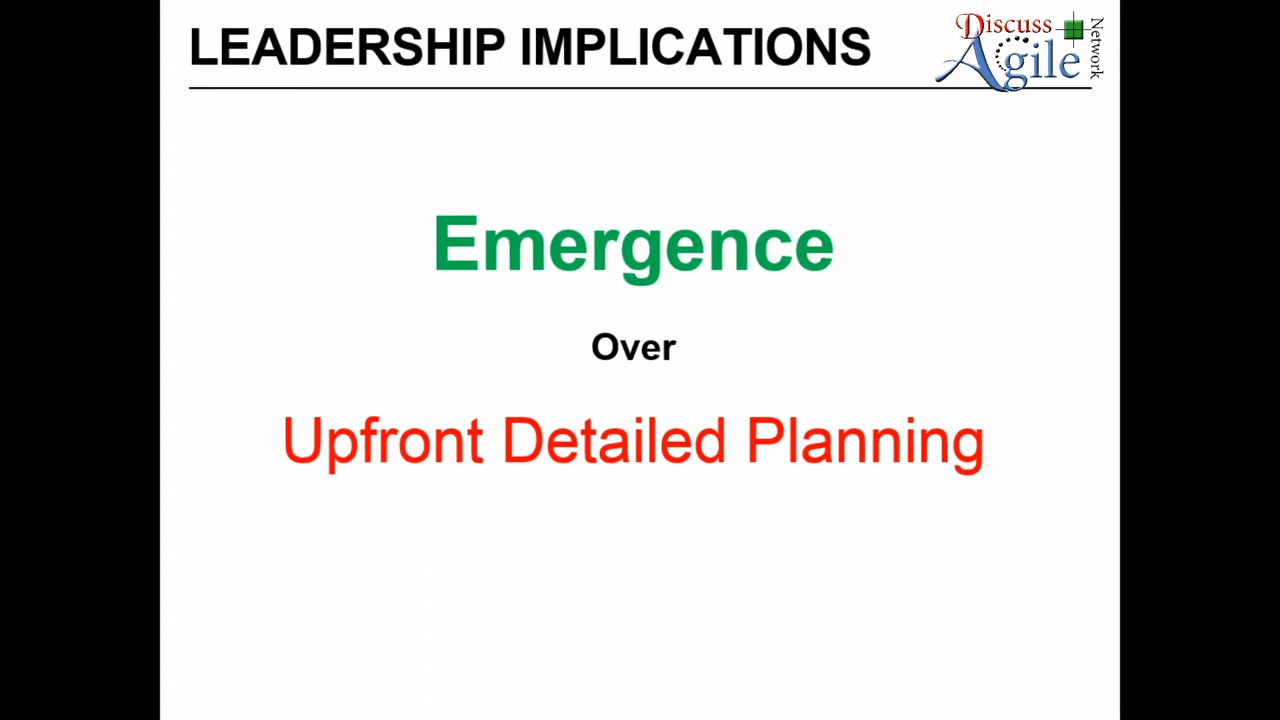 LEADERSHIP IMPLICATIONS
Discuss
Agile
Network
Emergence
Over
Upfront Detailed Planning